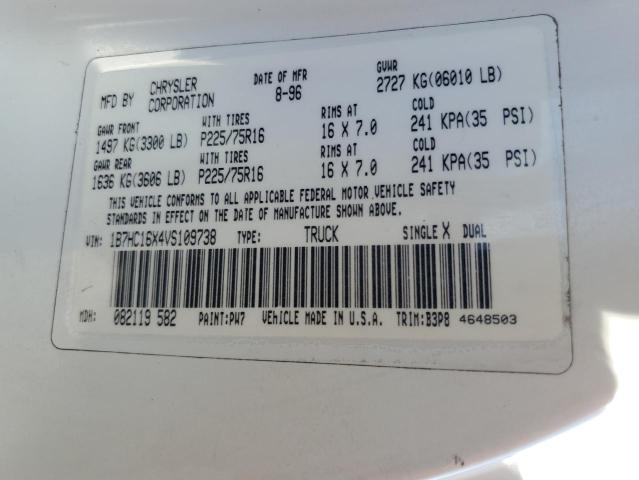 MFD BY CHRYSLER CORPORATION DATE OF MFR 8-96 GVWR 2727 KG(06010 LB)
GAWR FRONT WITH TIRES RIMS AT COLD
1497 KG(3300 LB) P225/75R16 16 X 7.0 241 KPA(35 PSI)
GAWR REAR WITH TIRES RIMS AT COLD
1636 KG(3606 LB) P225/75R16 16 X 7.0 241 KPA(35 PSI)
THIS VEHICLE CONFORMS TO ALL APPLICABLE FEDERAL MOTOR VEHICLE SAFETY
STANDARDS IN EFFECT ON THE DATE OF MANUFACTURE SHOWN ABOVE.
VIN: 1B7HC16X4VS109738 TYPE: TRUCK SINGLE X DUAL
MDH: 082119 582 PAINT:PW7 VEHICLE MADE IN U.S.A. TRIM:B3P8 4648503